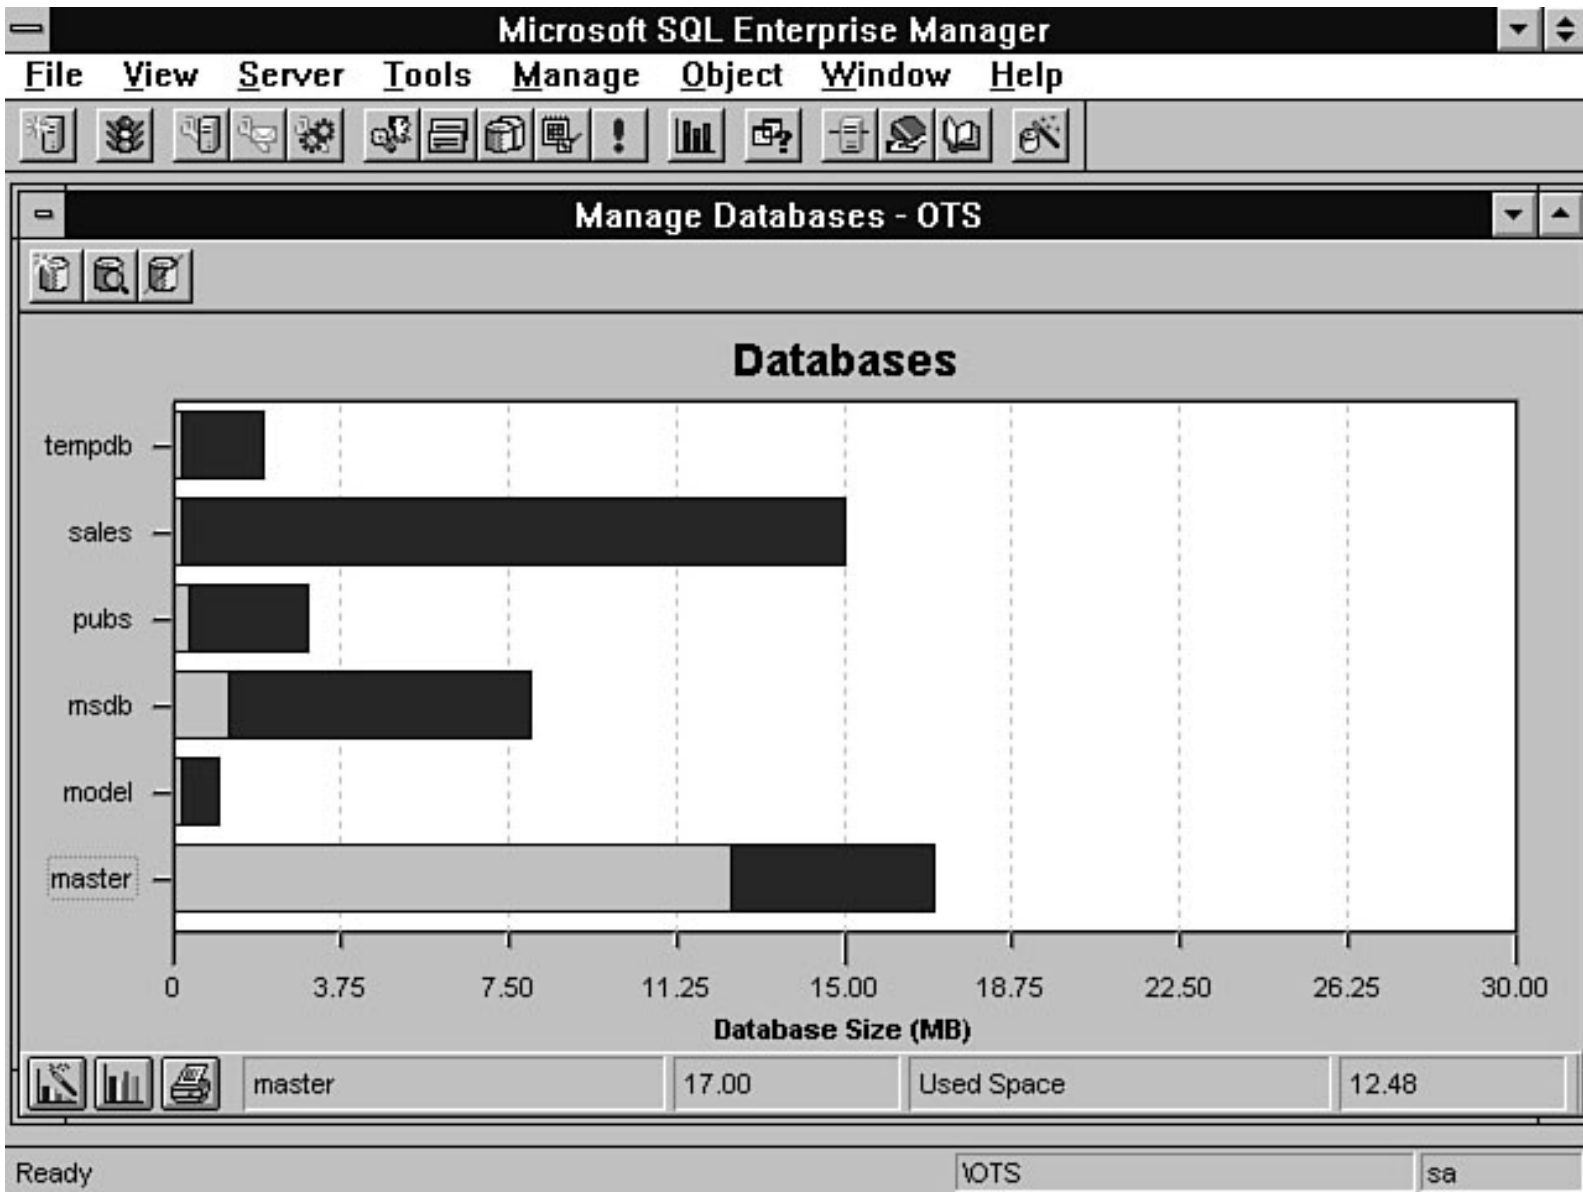 Microsoft SQL Enterprise Manager
File View Server Tools Manage Object Window Help
Manage Databases - OTS
Databases
tempdb
sales
pubs
msdb
model
master
0 3.75 7.50 11.25 15.00 18.75 22.50 26.25 30.00
Database Size (MB)
master 17.00 Used Space 12.48
Ready \OTS sa